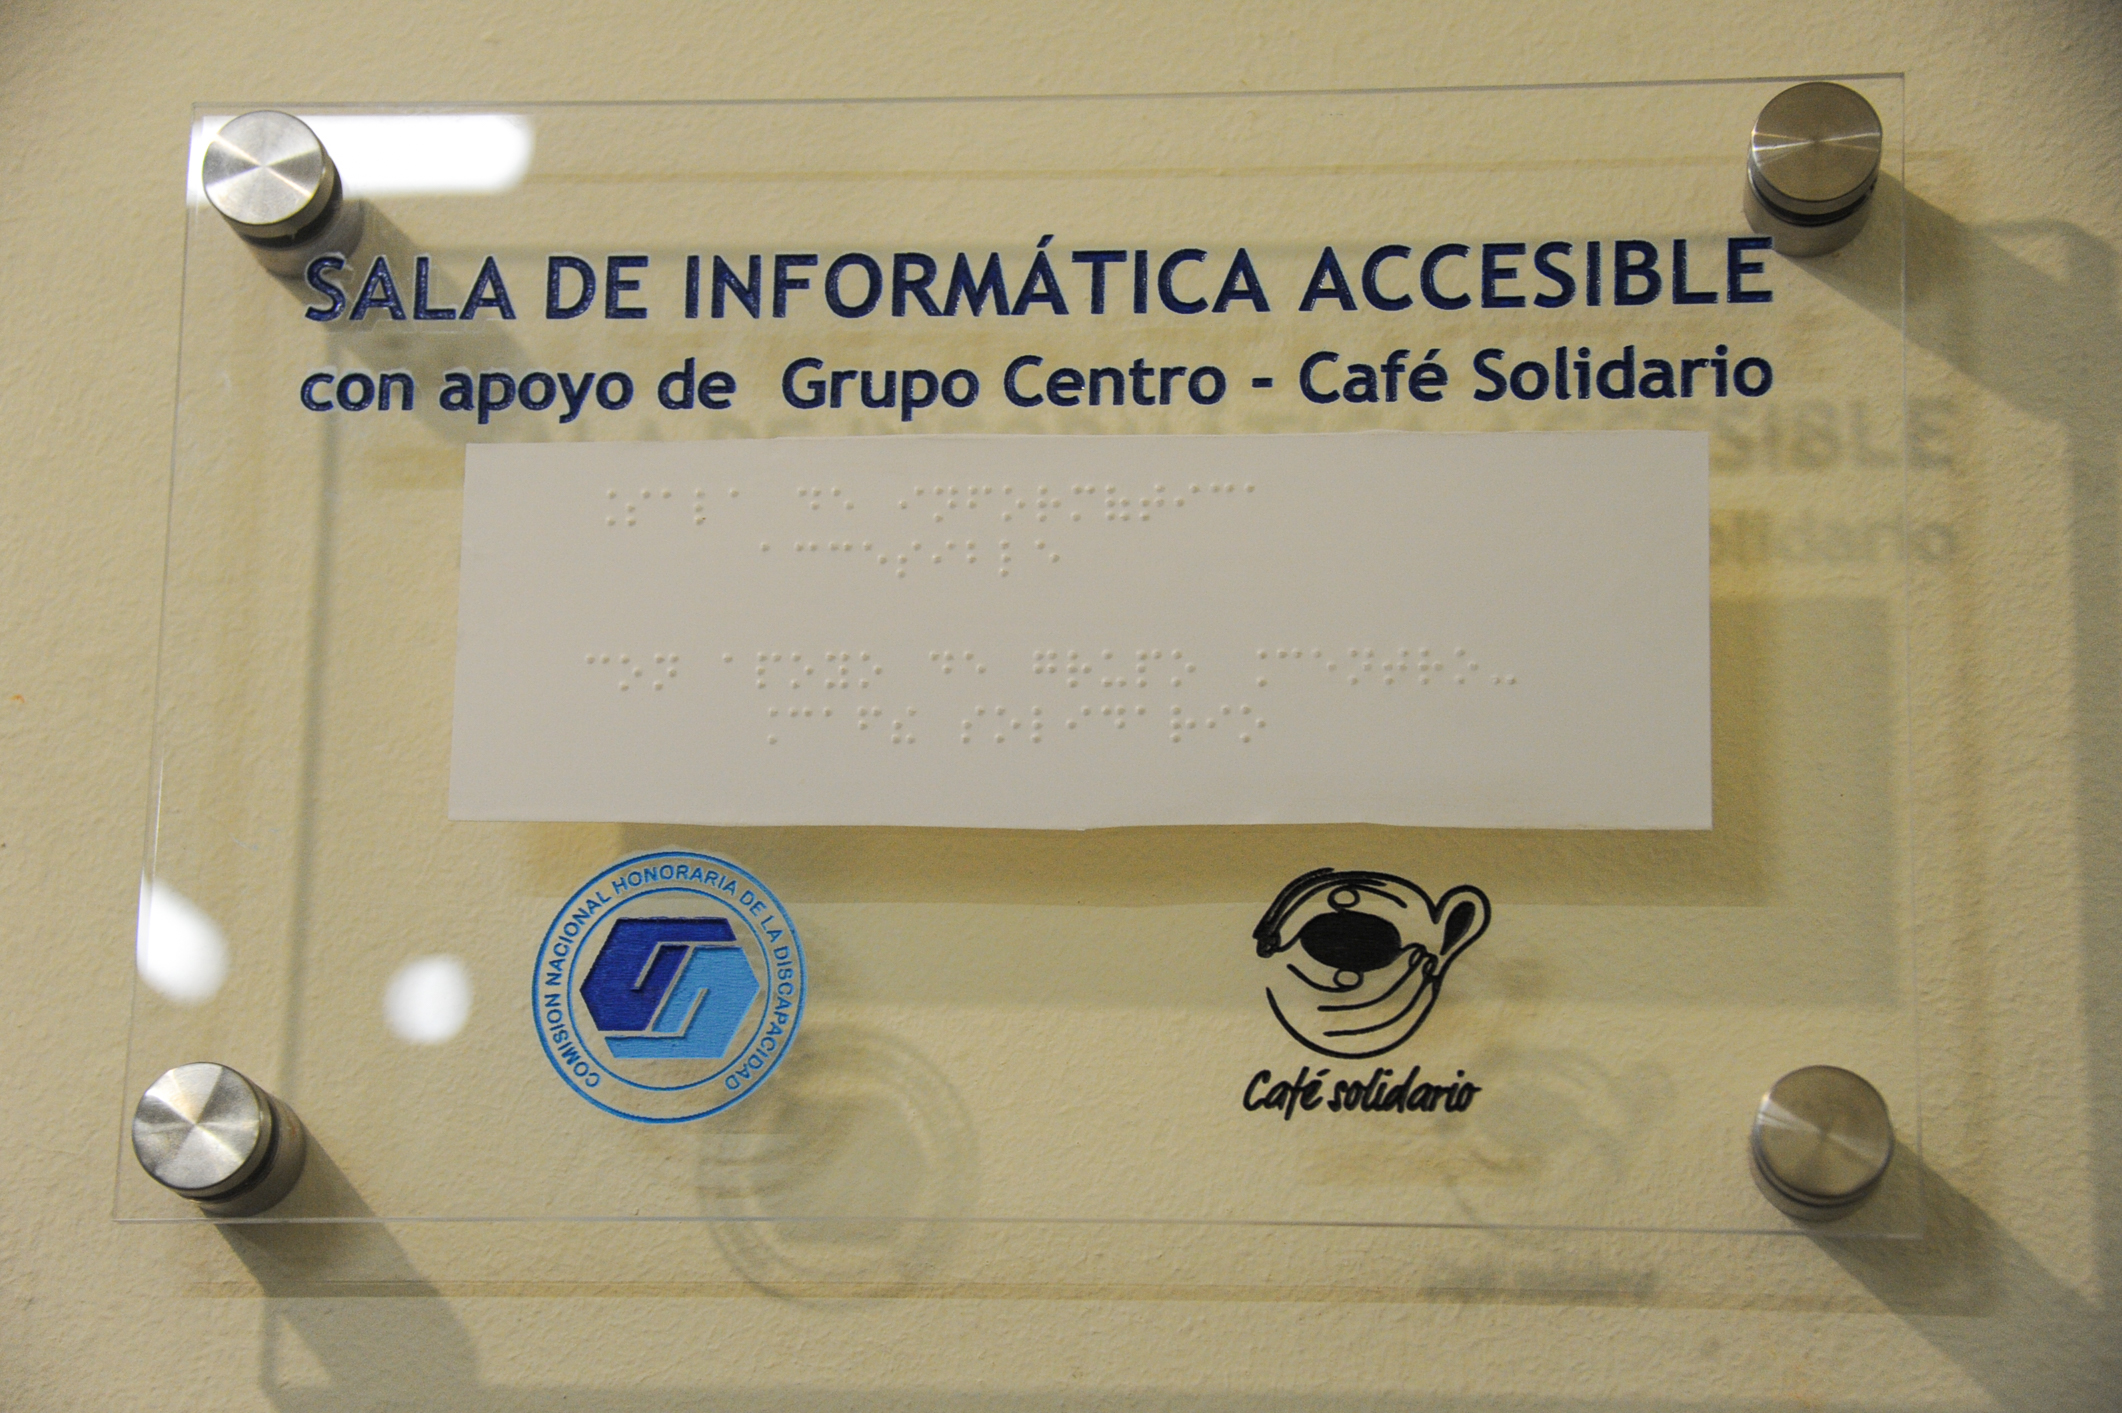 SALA DE INFORMÁTICA ACCESIBLE
con apoyo de Grupo Centro - Café Solidario
⠨⠎⠁⠇⠁ ⠙⠑ ⠊⠝⠋⠕⠗⠍⠷⠞⠊⠉⠁
⠁⠉⠉⠑⠎⠊⠃⠇⠑
⠉⠕⠝ ⠁⠏⠕⠽⠕ ⠙⠑ ⠛⠗⠥⠏⠕ ⠨⠉⠑⠝⠞⠗⠕⠤
⠨⠉⠁⠋⠮ ⠎⠕⠇⠊⠙⠁⠗⠊⠕
COMISION NACIONAL HONORARIA DE LA DISCAPACIDAD
Café solidario